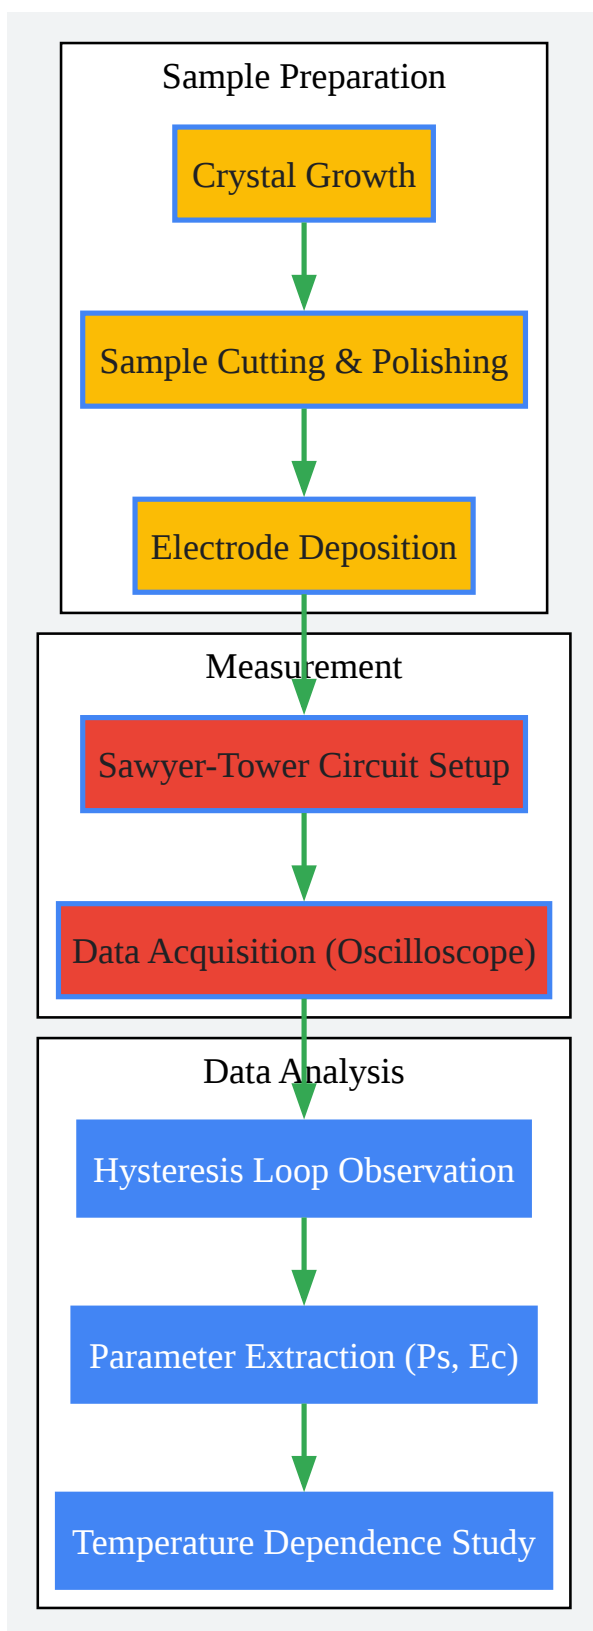 Sample Preparation
Crystal Growth
Sample Cutting & Polishing
Electrode Deposition
Measurement
Sawyer-Tower Circuit Setup
Data Acquisition (Oscilloscope)
Data Analysis
Hysteresis Loop Observation
Parameter Extraction (Ps, Ec)
Temperature Dependence Study